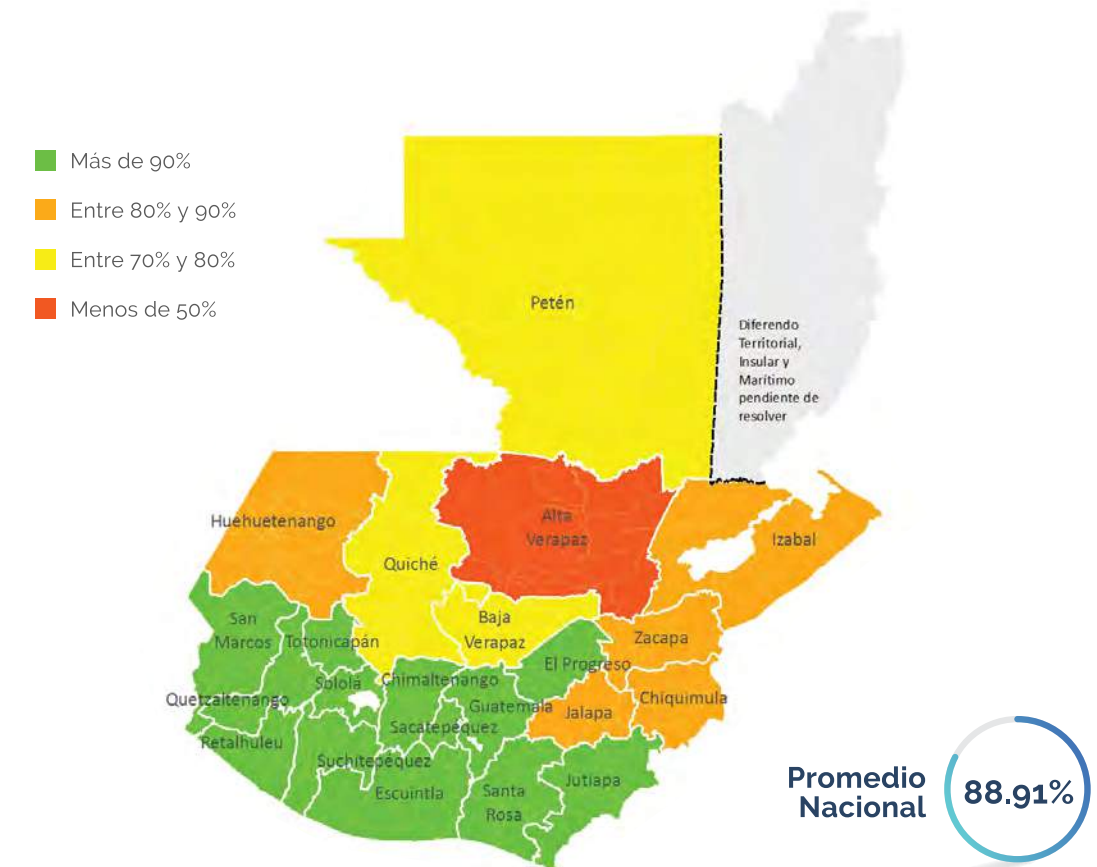 Más de 90%
Entre 80% y 90%
Entre 70% y 80%
Menos de 50%
Petén
Diferendo
Territorial,
Insular y
Marítimo
pendiente de
resolver
Huehuetenango
Quiché
Alta
Verapaz
Izabal
San
Marcos
Totonicapán
Baja
Verapaz
Zacapa
El Progreso
Quetzaltenango
Sololá
Chimaltenango
Guatemala
Chiquimula
Jalapa
Sacatepéquez
Retalhuleu
Suchitepéquez
Escuintla
Santa
Rosa
Jutiapa
Promedio
Nacional
88.91%